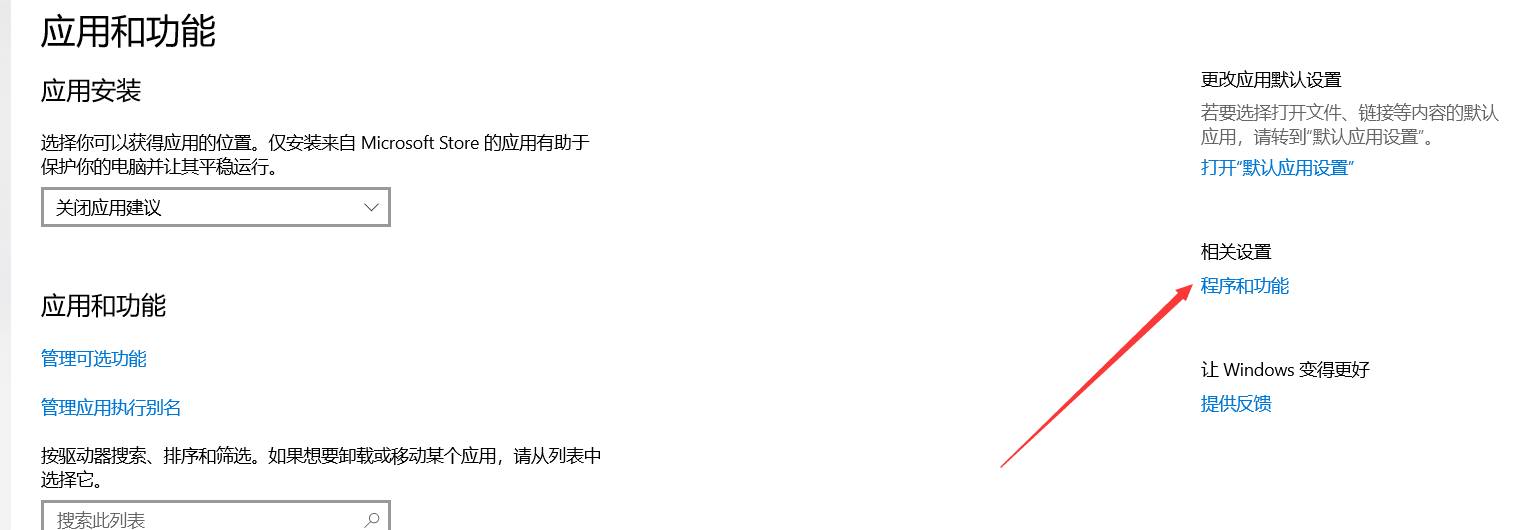 应用和功能
应用安装
选择你可以获得应用的位置。仅安装来自 Microsoft Store 的应用有助于
保护你的电脑并让其平稳运行。
关闭应用建议
应用和功能
管理可选功能
管理应用执行别名
按驱动器搜索、排序和筛选。如果想要卸载或移动某个应用，请从列表中
选择它。
搜索此列表
更改应用默认设置
若要选择打开文件、链接等内容的默认
应用，请转到“默认应用设置”。
打开“默认应用设置”
相关设置
程序和功能
让 Windows 变得更好
提供反馈